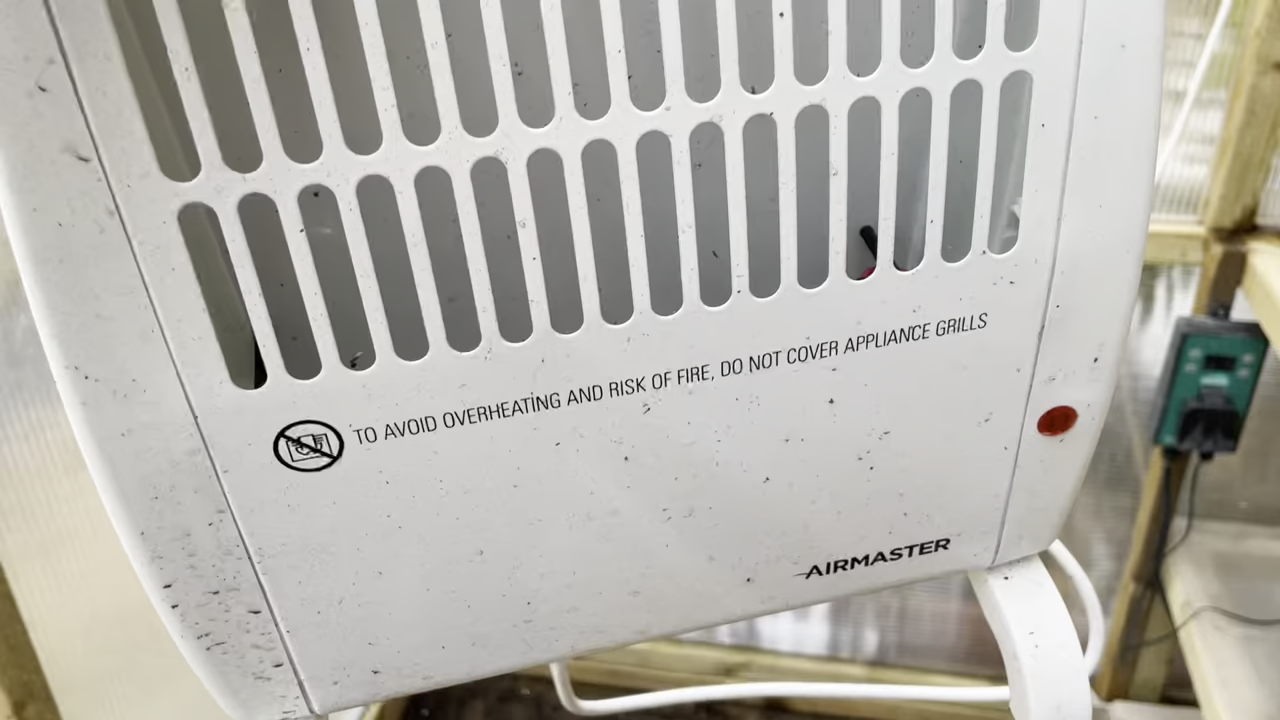 TO AVOID OVERHEATING AND RISK OF FIRE, DO NOT COVER APPLIANCE GRILLS
AIRMASTER